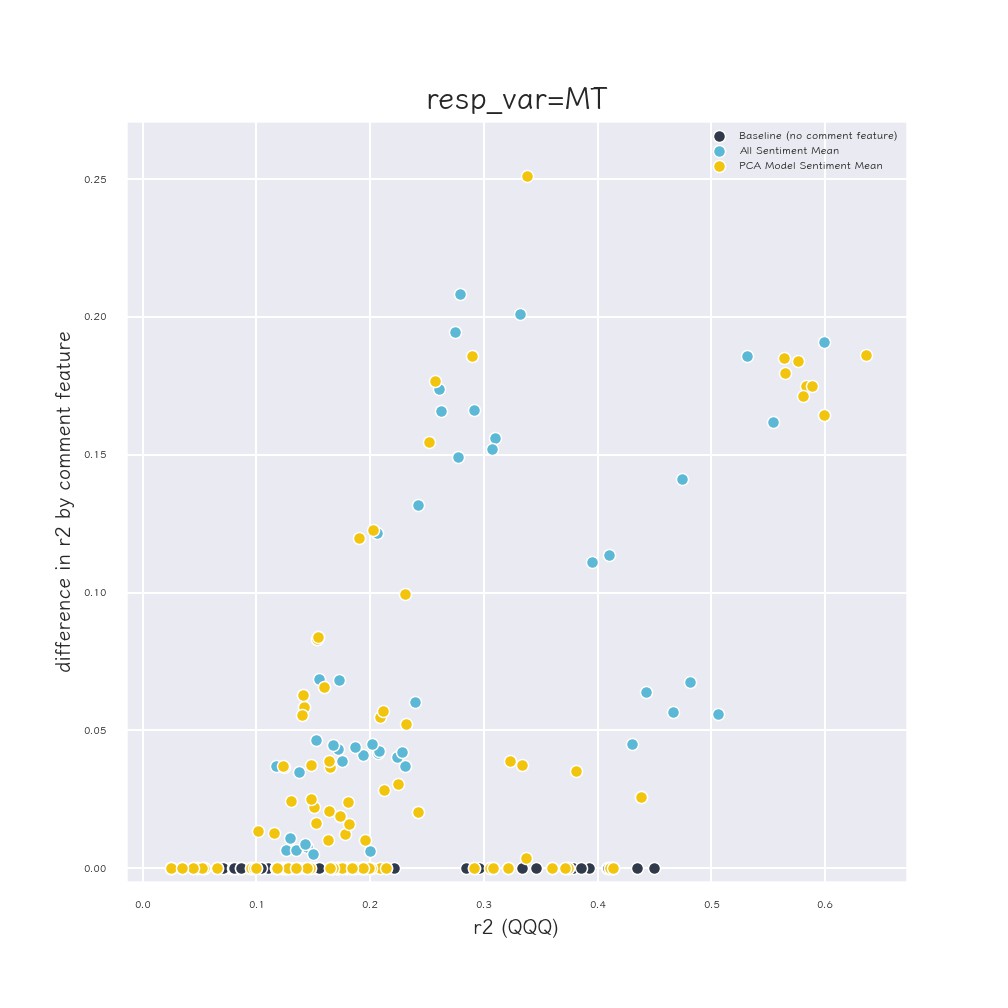 resp_var=MT
Baseline (no comment feature)
All Sentiment Mean
PCA Model Sentiment Mean
difference in r2 by comment feature
0.25
0.20
0.15
0.10
0.05
0.00
0.0 0.1 0.2 0.3 0.4 0.5 0.6
r2 (QQQ)